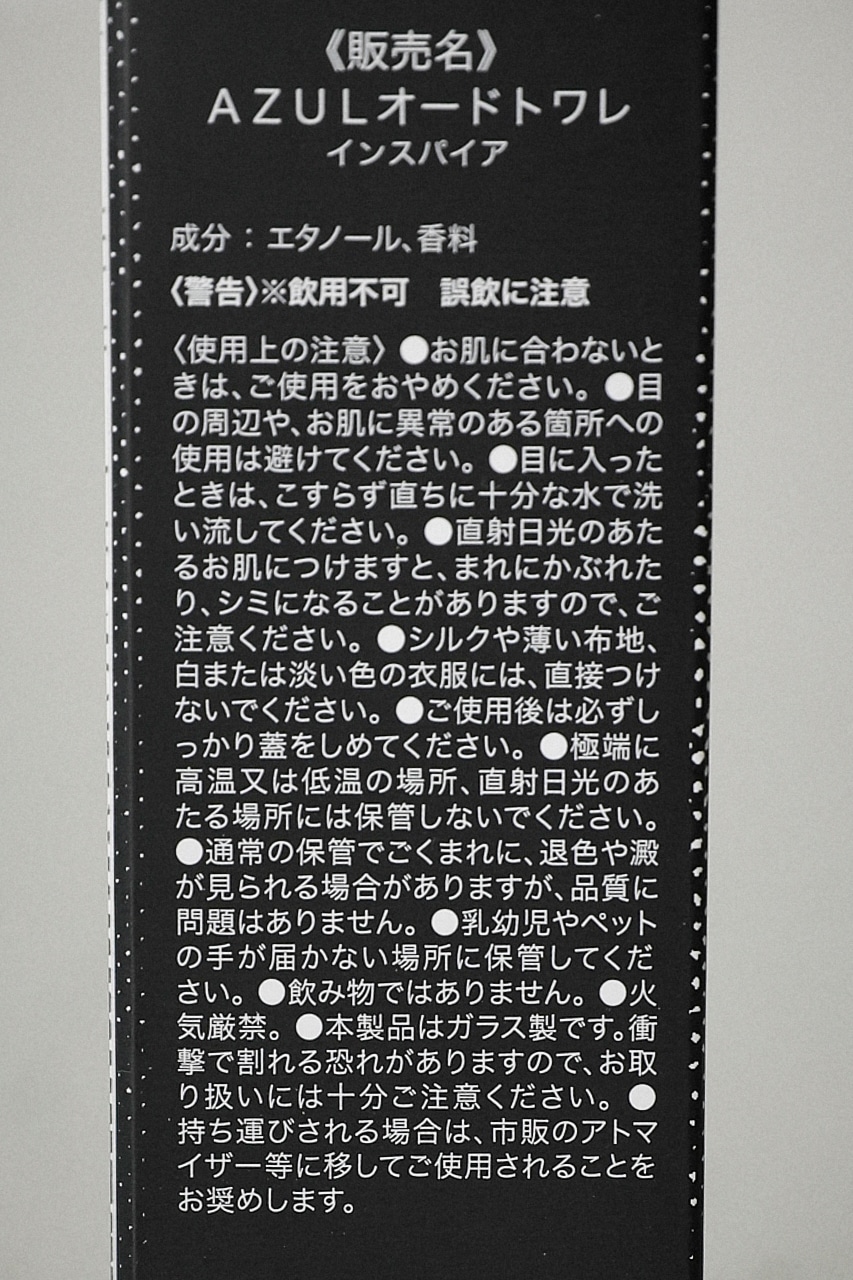 《販売名》
ＡＺＵＬオードトワレ
インスパイア
成分：エタノール、香料
〈警告〉※飲用不可　誤飲に注意
〈使用上の注意〉●お肌に合わないと
きは、ご使用をおやめください。●目
の周辺や、お肌に異常のある箇所への
使用は避けてください。●目に入った
ときは、こすらず直ちに十分な水で洗
い流してください。●直射日光のあた
るお肌につけますと、まれにかぶれた
り、シミになることがありますので、ご
注意ください。●シルクや薄い布地、
白または淡い色の衣服には、直接つけ
ないでください。●ご使用後は必ずし
っかり蓋をしめてください。●極端に
高温又は低温の場所、直射日光のあ
たる場所には保管しないでください。
●通常の保管でごくまれに、退色や澱
が見られる場合がありますが、品質に
問題はありません。●乳幼児やペット
の手が届かない場所に保管してくだ
さい。●飲み物ではありません。●火
気厳禁。●本製品はガラス製です。衝
撃で割れる恐れがありますので、お取
り扱いには十分ご注意ください。●
持ち運びされる場合は、市販のアトマ
イザー等に移してご使用されることを
お奨めします。